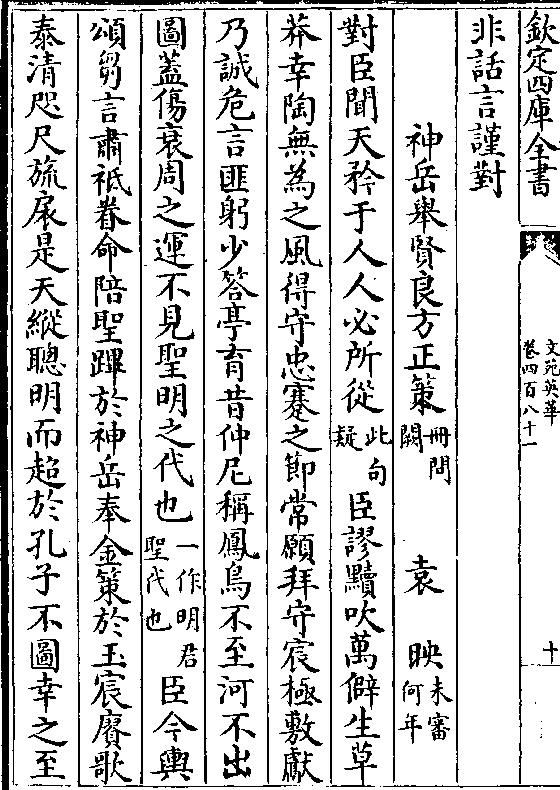 欽定四庫全書
文苑英華
卷四百八十一
十
非話言謹對
神岳舉賢良方正策冊問闕 袁映未審何年
對臣聞天矜于人人必所從此句疑臣謬黷吹萬僻生草
莽幸陶無為之風得守忠蹇之節常願拜守宸極敷獻
乃誠危言匪躬少答亭育昔仲尼稱鳳鳥不至河不出
圖蓋傷衰周之運不見聖明之代也一作明君聖代也臣今輿
頌芻言肅祗眷命陪聖蹕於神岳奉金策於玉宸賡歌
泰清咫尺旒扆是天縱聰明而超於孔子不圖幸之至